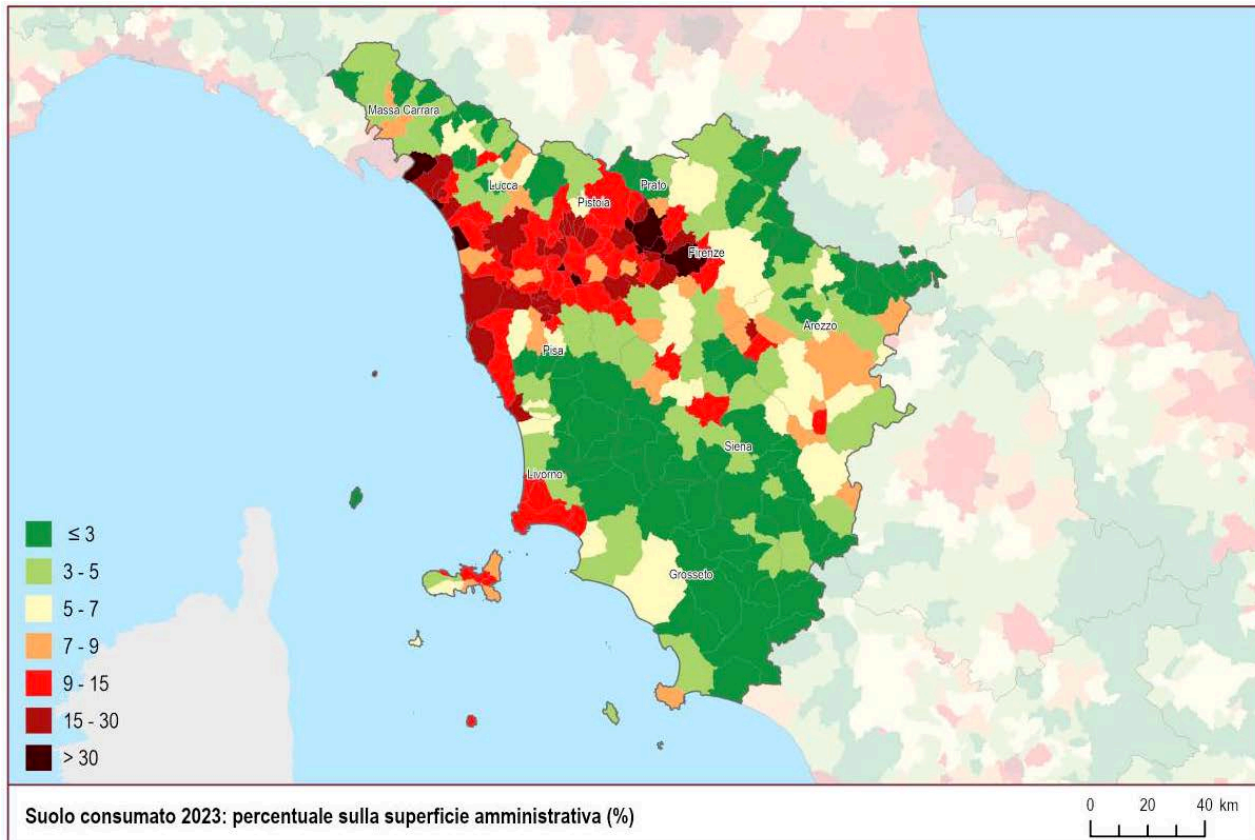 Massa Carrara
Lucca
Prato
Pistoia
Firenze
Arezzo
Pisa
Siena
Livorno
Grosseto
≤ 3
3 - 5
5 - 7
7 - 9
9 - 15
15 - 30
> 30
Suolo consumato 2023: percentuale sulla superficie amministrativa (%)
0 20 40 km